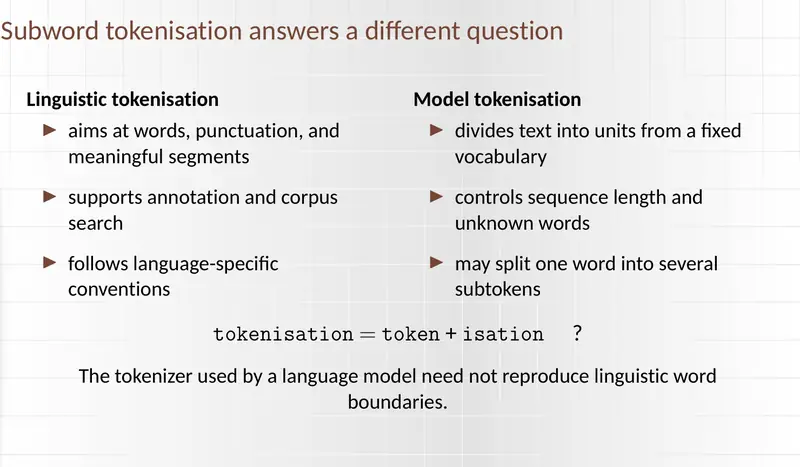 Subword tokenisation answers a different question
Linguistic tokenisation
► aims at words, punctuation, and
meaningful segments
► supports annotation and corpus
search
► follows language-specific
conventions
Model tokenisation
► divides text into units from a fixed
vocabulary
► controls sequence length and
unknown words
► may split one word into several
subtokens
tokenisation = token + isation ?
The tokenizer used by a language model need not reproduce linguistic word
boundaries.